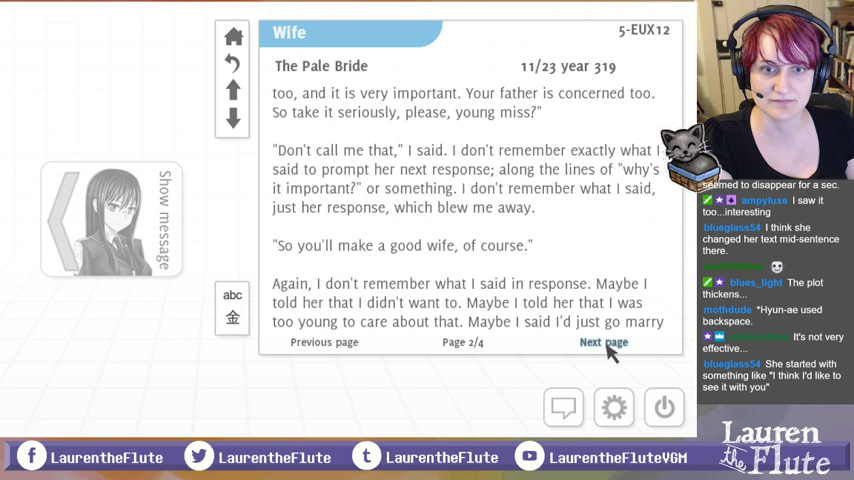 Wife
5-EUX12
The Pale Bride
11/23 year 319
too, and it is very important. Your father is concerned too.
So take it seriously, please, young miss?"
"Don't call me that," I said. I don't remember exactly what I
said to prompt her next response; along the lines of "why's
it important?" or something. I don't remember what I said,
just her response, which blew me away.
"So you'll make a good wife, of course."
Again, I don't remember what I said in response. Maybe I
told her that I didn't want to. Maybe I told her that I was
too young to care about that. Maybe I said I'd just go marry
Previous page
Page 2/4
Next page
Show message
abc
金
seemed to disappear for a sec.
ampyluxe I saw it
too...interesting
blueglass54 I think she
changed her text mid-sentence
there.
blues_light The plot
thickens...
mothdude *Hyun-ae used
backspace.
It's not very
effective...
blueglass54 She started with
something like "I think I'd like to
see it with you"
LaurentheFlute
LaurentheFlute
LaurentheFlute
LaurentheFluteVGM
Lauren
the Flute